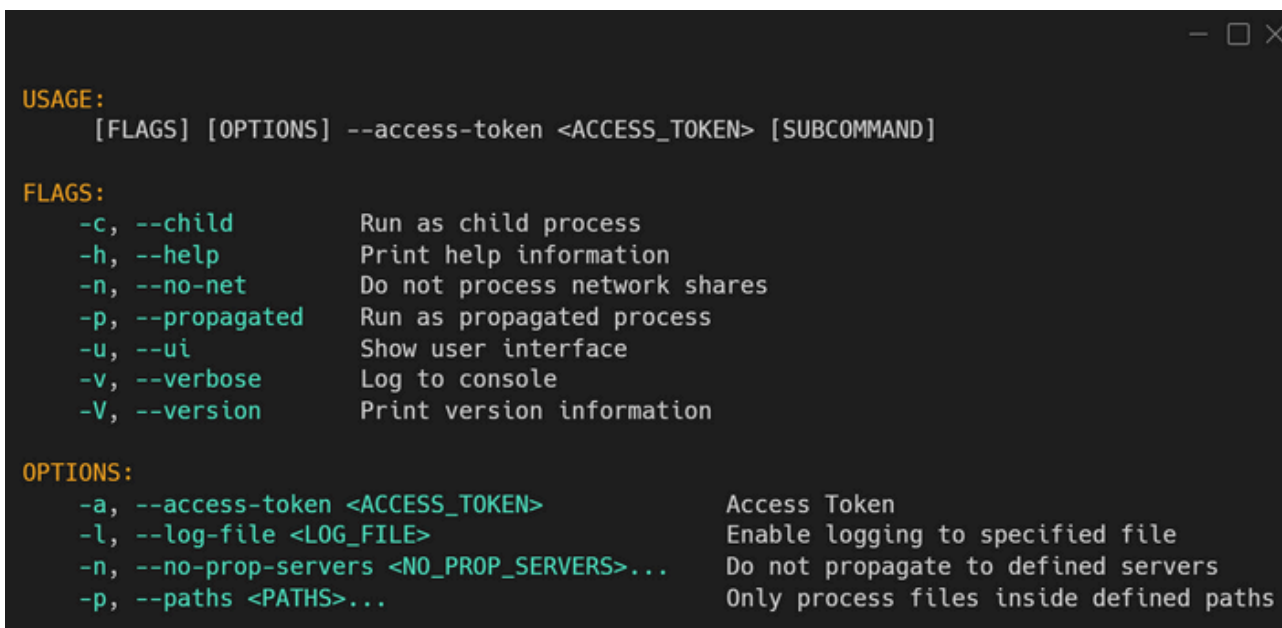 USAGE:
[FLAGS] [OPTIONS] --access-token <ACCESS_TOKEN> [SUBCOMMAND]
FLAGS:
-c, --child Run as child process
-h, --help Print help information
-n, --no-net Do not process network shares
-p, --propagated Run as propagated process
-u, --ui Show user interface
-v, --verbose Log to console
-V, --version Print version information
OPTIONS:
-a, --access-token <ACCESS_TOKEN> Access Token
-l, --log-file <LOG_FILE> Enable logging to specified file
-n, --no-prop-servers <NO_PROP_SERVERS>... Do not propagate to defined servers
-p, --paths <PATHS>... Only process files inside defined paths